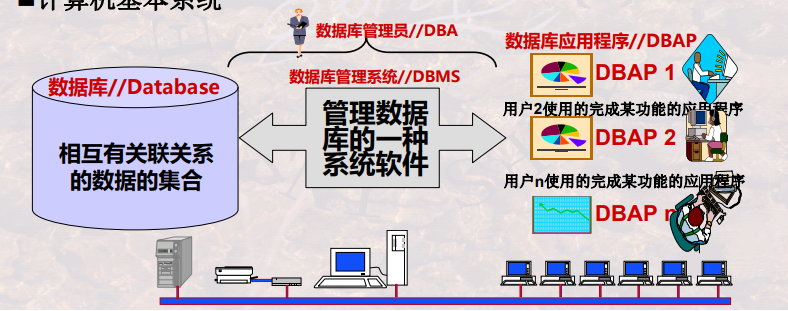 ■计算机基本系统
数据库管理员//DBA
数据库应用程序//DBAP
数据库//Database
数据库管理系统//DBMS
DBAP 1
管理数据
库的一种
系统软件
用户2使用的完成某功能的应用程序
相互有关联关系
的数据的集合
DBAP 2
用户n使用的完成某功能的应用程序
DBAP n